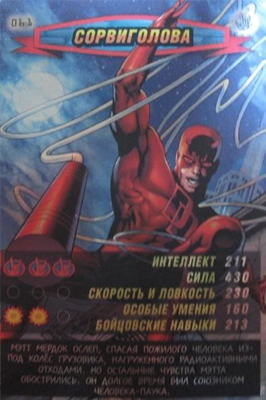 СОРВИГОЛОВА
ИНТЕЛЛЕКТ 211
СИЛА 430
СКОРОСТЬ И ЛОВКОСТЬ 230
ОСОБЫЕ УМЕНИЯ 160
БОЙЦОВСКИЕ НАВЫКИ 213
МЭТТ МЕРДОК ОСЛЕП, СПАСАЯ ПОЖИЛОГО ЧЕЛОВЕКА ИЗ-
ПОД КОЛЁС ГРУЗОВИКА, НАГРУЖЕННОГО РАДИОАКТИВНЫМИ
ОТХОДАМИ. НО ОСТАЛЬНЫЕ ЧУВСТВА МЭТТА
ОБОСТРИЛИСЬ. ОН ДОЛГОЕ ВРЕМЯ БЫЛ СОЮЗНИКОМ
ЧЕЛОВЕКА-ПАУКА.